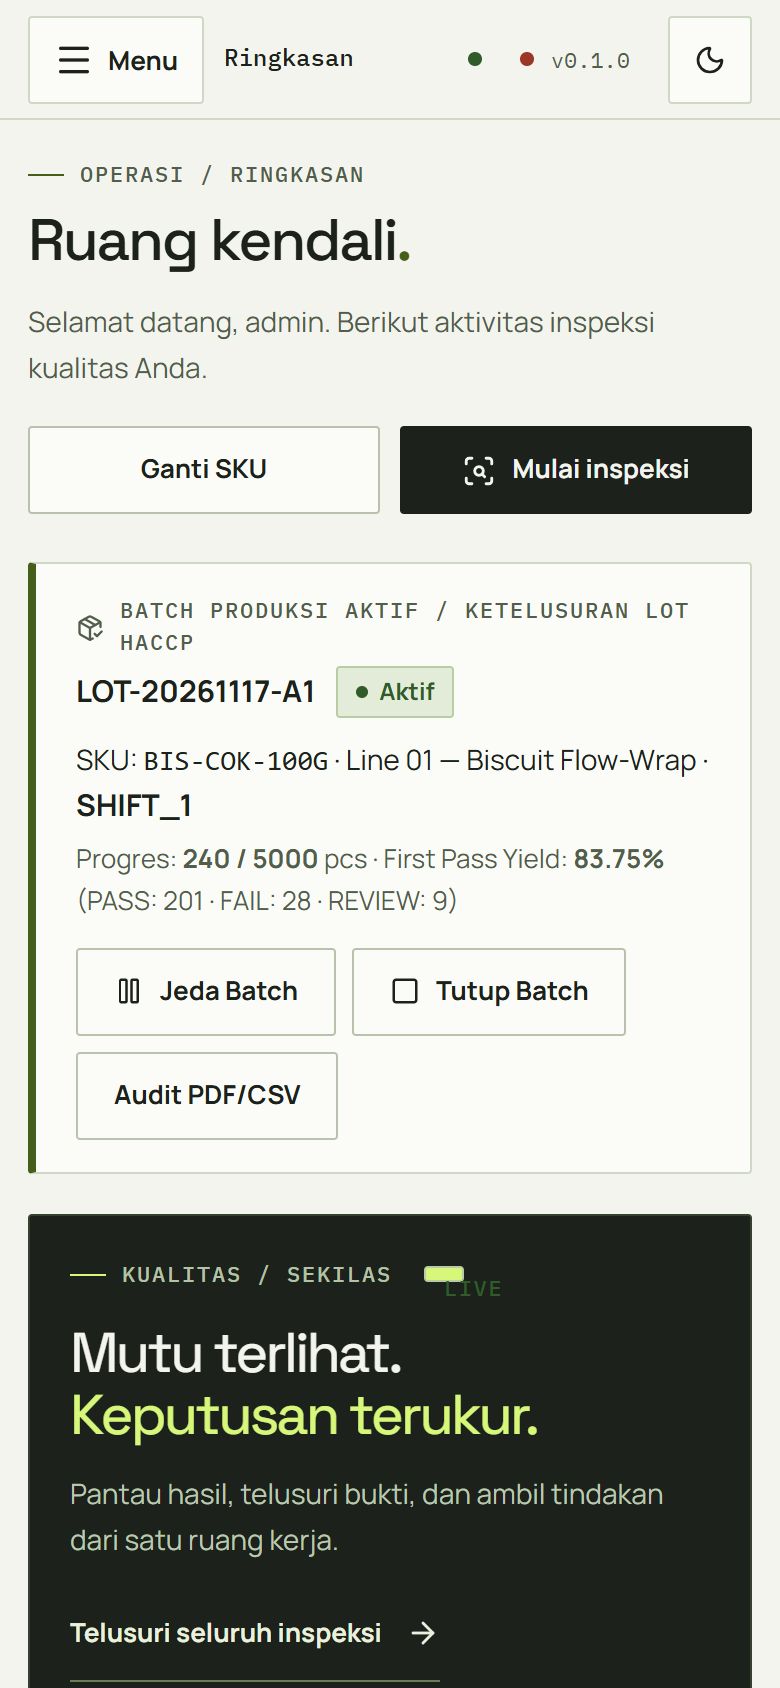 Menu
Ringkasan
v0.1.0
OPERASI / RINGKASAN
Ruang kendali.
Selamat datang, admin. Berikut aktivitas inspeksi
kualitas Anda.
Ganti SKU
Mulai inspeksi
BATCH PRODUKSI AKTIF / KETELUSURAN LOT
HACCP
LOT-20261117-A1
Aktif
SKU: BIS-COK-100G · Line 01 — Biscuit Flow-Wrap ·
SHIFT_1
Progres: 240 / 5000 pcs · First Pass Yield: 83.75%
(PASS: 201 · FAIL: 28 · REVIEW: 9)
Jeda Batch
Tutup Batch
Audit PDF/CSV
KUALITAS / SEKILAS
LIVE
Mutu terlihat.
Keputusan terukur.
Pantau hasil, telusuri bukti, dan ambil tindakan
dari satu ruang kerja.
Telusuri seluruh inspeksi